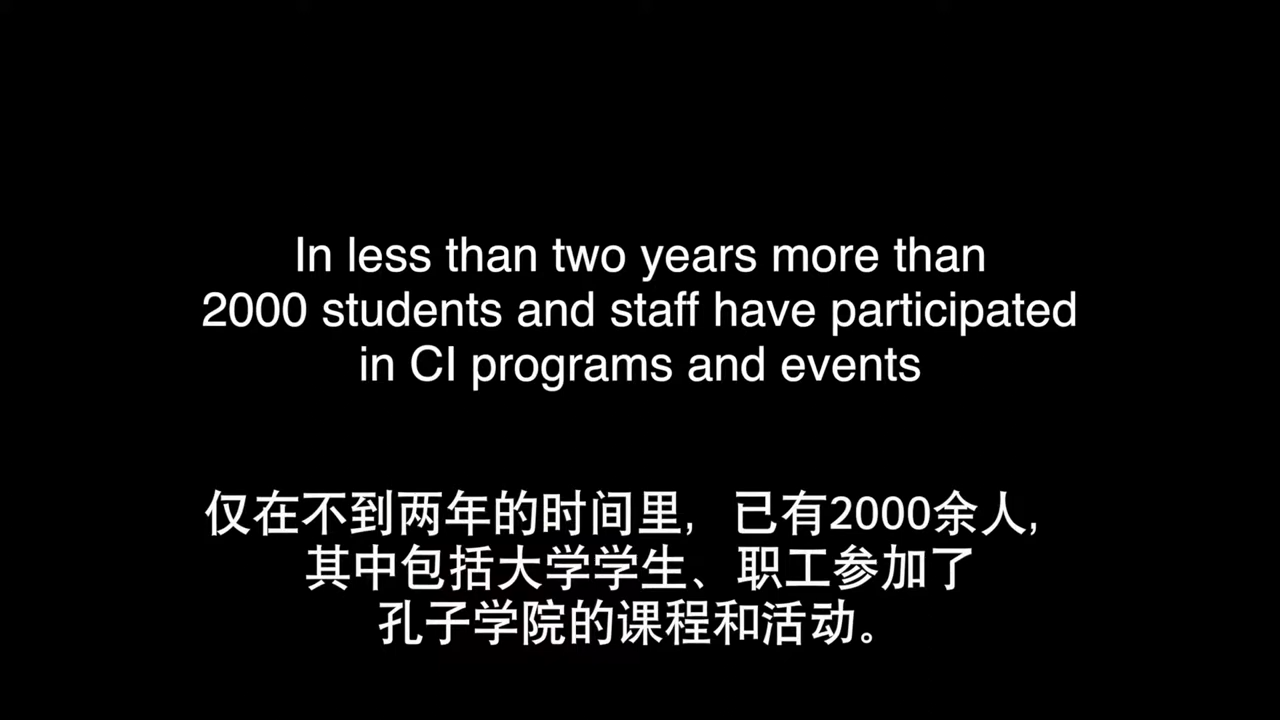 In less than two years more than
2000 students and staff have participated
in CI programs and events
仅在不到两年的时间里，已有2000余人，
其中包括大学学生、职工参加了
孔子学院的课程和活动。